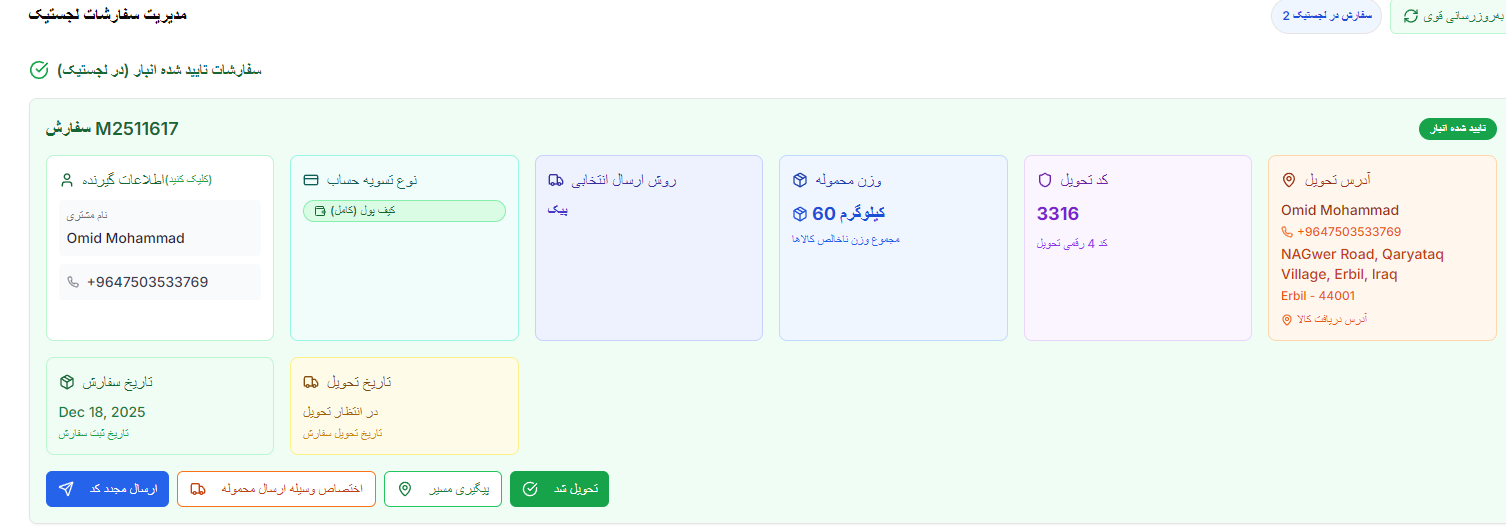 مدیریت سفارشات لجستیک
2 سفارش در لجستیک
به‌روزرسانی قوی
سفارشات تایید شده انبار (در لجستیک)
سفارش M2511617
تایید شده انبار
اطلاعات گیرنده (کلیک کنید)
نام مشتری
Omid Mohammad
+9647503533769
نوع تسویه حساب
کیف پول (کامل)
روش ارسال انتخابی
پیک
وزن محموله
60 کیلوگرم
مجموع وزن ناخالص کالاها
کد تحویل
3316
کد 4 رقمی تحویل
آدرس تحویل
Omid Mohammad
+9647503533769
NAGwer Road, Qaryataq
Village, Erbil, Iraq
Erbil - 44001
آدرس دریافت کالا
تاریخ سفارش
Dec 18, 2025
تاریخ ثبت سفارش
تاریخ تحویل
در انتظار تحویل
تاریخ تحویل سفارش
ارسال مجدد کد
اختصاص وسیله ارسال محموله
پیگیری مسیر
تحویل شد